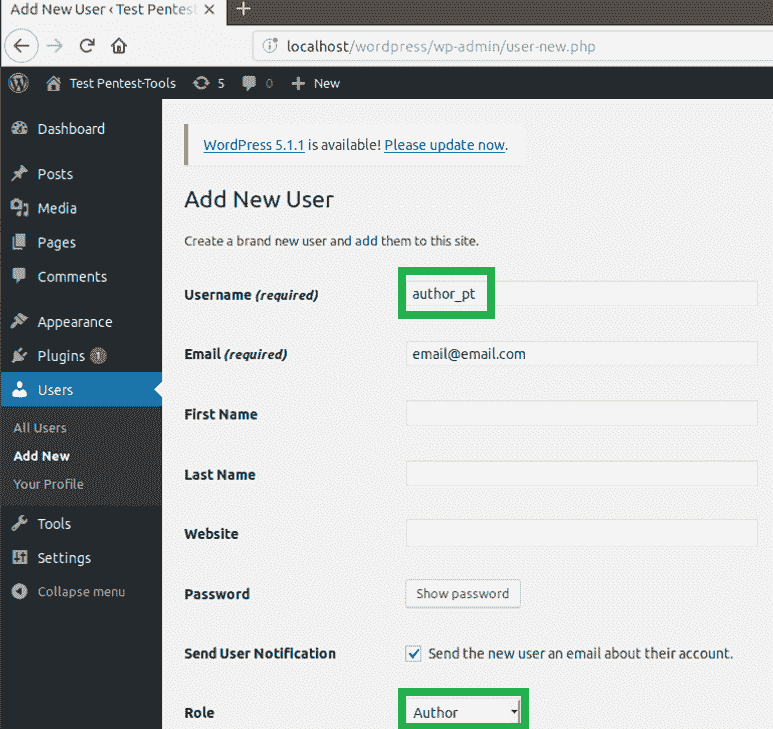 Add New User ‹ Test Pentest
localhost/wordpress/wp-admin/user-new.php
Test Pentest-Tools 5 0 New
Dashboard
Posts
Media
Pages
Comments
Appearance
Plugins 1
Users
All Users
Add New
Your Profile
Tools
Settings
Collapse menu
WordPress 5.1.1 is available! Please update now.
Add New User
Create a brand new user and add them to this site.
Username (required) author_pt
Email (required) email@email.com
First Name
Last Name
Website
Password Show password
Send User Notification Send the new user an email about their account.
Role Author